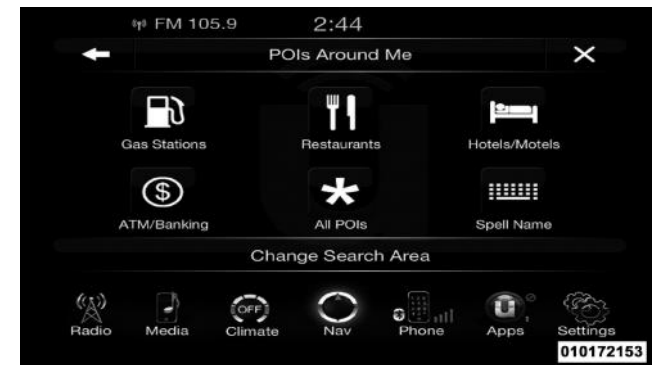 FM 105.9 2:44
POIs Around Me
Gas Stations Restaurants Hotels/Motels
ATM/Banking All POIs Spell Name
Change Search Area
OFF
Radio Media Climate Nav Phone Apps Settings
010172153